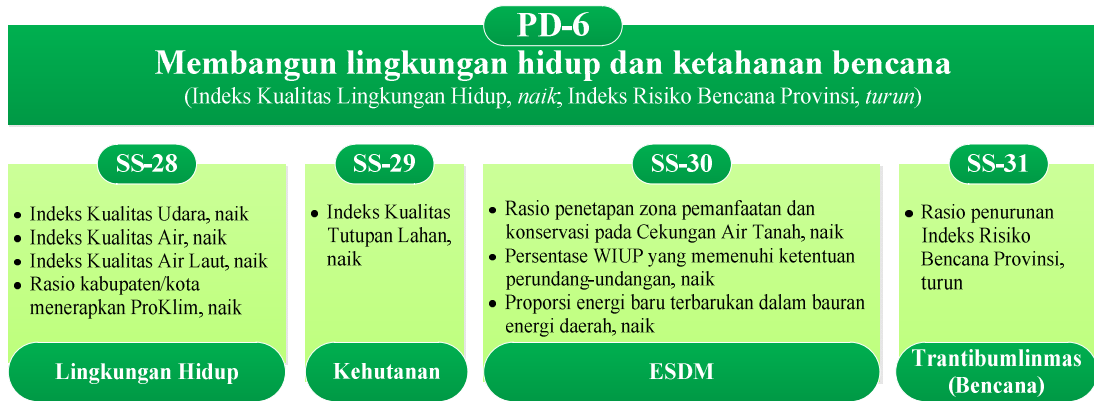 PD-6
Membangun lingkungan hidup dan ketahanan bencana
(Indeks Kualitas Lingkungan Hidup, naik; Indeks Risiko Bencana Provinsi, turun)
SS-28
• Indeks Kualitas Udara, naik
• Indeks Kualitas Air, naik
• Indeks Kualitas Air Laut, naik
• Rasio kabupaten/kota
menerapkan ProKlim, naik
Lingkungan Hidup
SS-29
• Indeks Kualitas
Tutupan Lahan,
naik
Kehutanan
SS-30
• Rasio penetapan zona pemanfaatan dan
konservasi pada Cekungan Air Tanah, naik
• Persentase WIUP yang memenuhi ketentuan
perundang-undangan, naik
• Proporsi energi baru terbarukan dalam bauran
energi daerah, naik
ESDM
SS-31
• Rasio penurunan
Indeks Risiko
Bencana Provinsi,
turun
Trantibumlinmas
(Bencana)